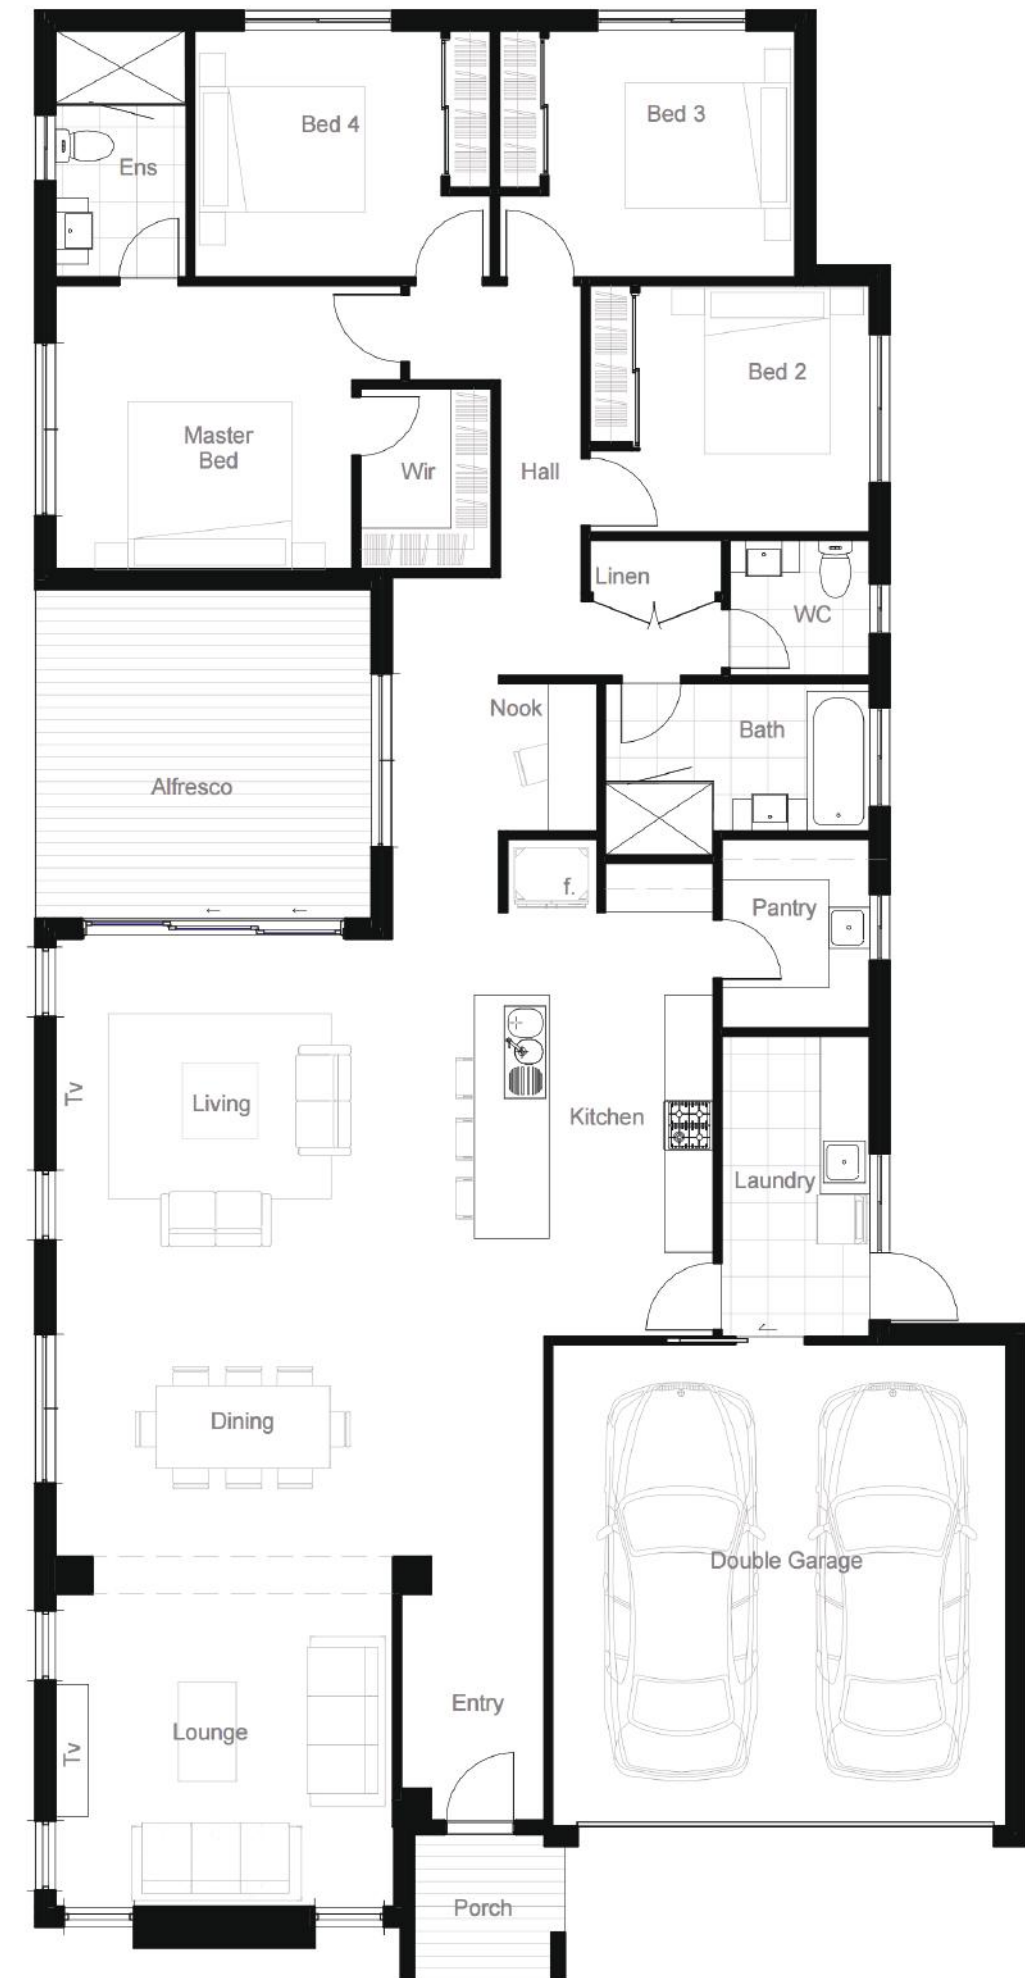 Bed 4
Bed 3
Ens
Bed 2
Master
Bed
Wir
Hall
Linen
WC
Nook
Bath
Alfresco
f.
Pantry
Tv
Living
Kitchen
Laundry
Dining
Double Garage
Entry
Lounge
Tv
Porch